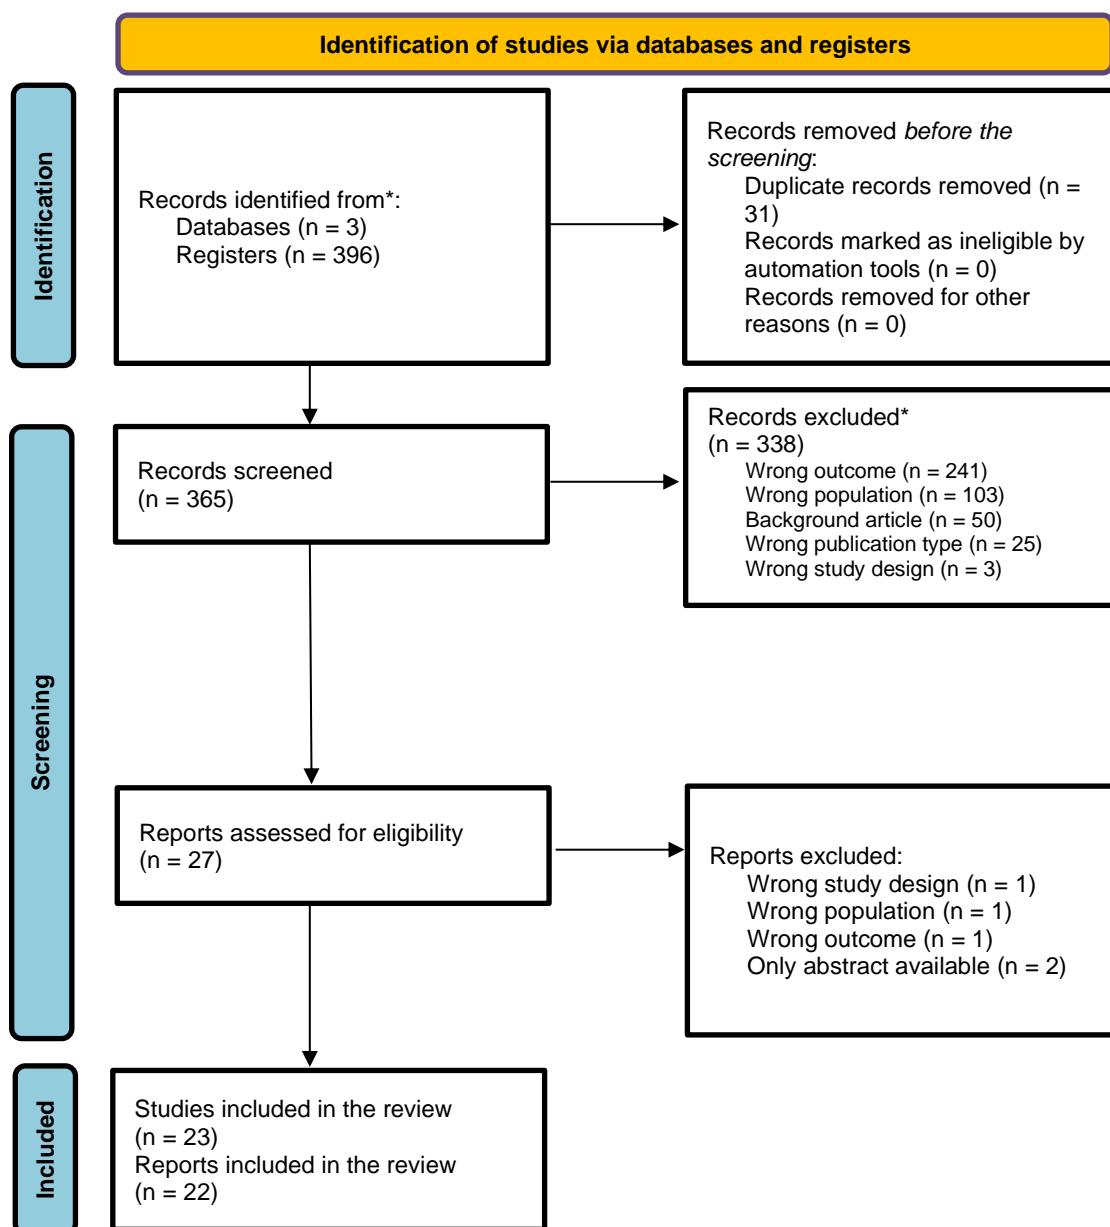 Identification of studies via databases and registers
Identification
Records identified from*:
Databases (n = 3)
Registers (n = 396)
Records removed before the
screening:
Duplicate records removed (n =
31)
Records marked as ineligible by
automation tools (n = 0)
Records removed for other
reasons (n = 0)
Screening
Records screened
(n = 365)
Records excluded*
(n = 338)
Wrong outcome (n = 241)
Wrong population (n = 103)
Background article (n = 50)
Wrong publication type (n = 25)
Wrong study design (n = 3)
Reports assessed for eligibility
(n = 27)
Reports excluded:
Wrong study design (n = 1)
Wrong population (n = 1)
Wrong outcome (n = 1)
Only abstract available (n = 2)
Included
Studies included in the review
(n = 23)
Reports included in the review
(n = 22)